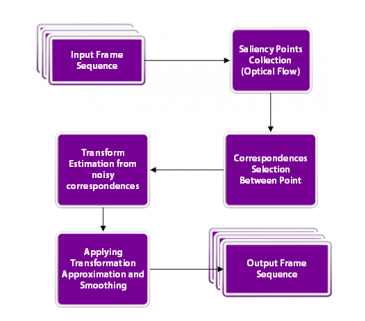 Input Frame
Sequence
Saliency Points
Collection
(Optical Flow)
Correspondences
Selection
Between Point
Transform
Estimation from
noisy
correspondences
Applying
Transformation
Approximation and
Smoothing
Output Frame
Sequence